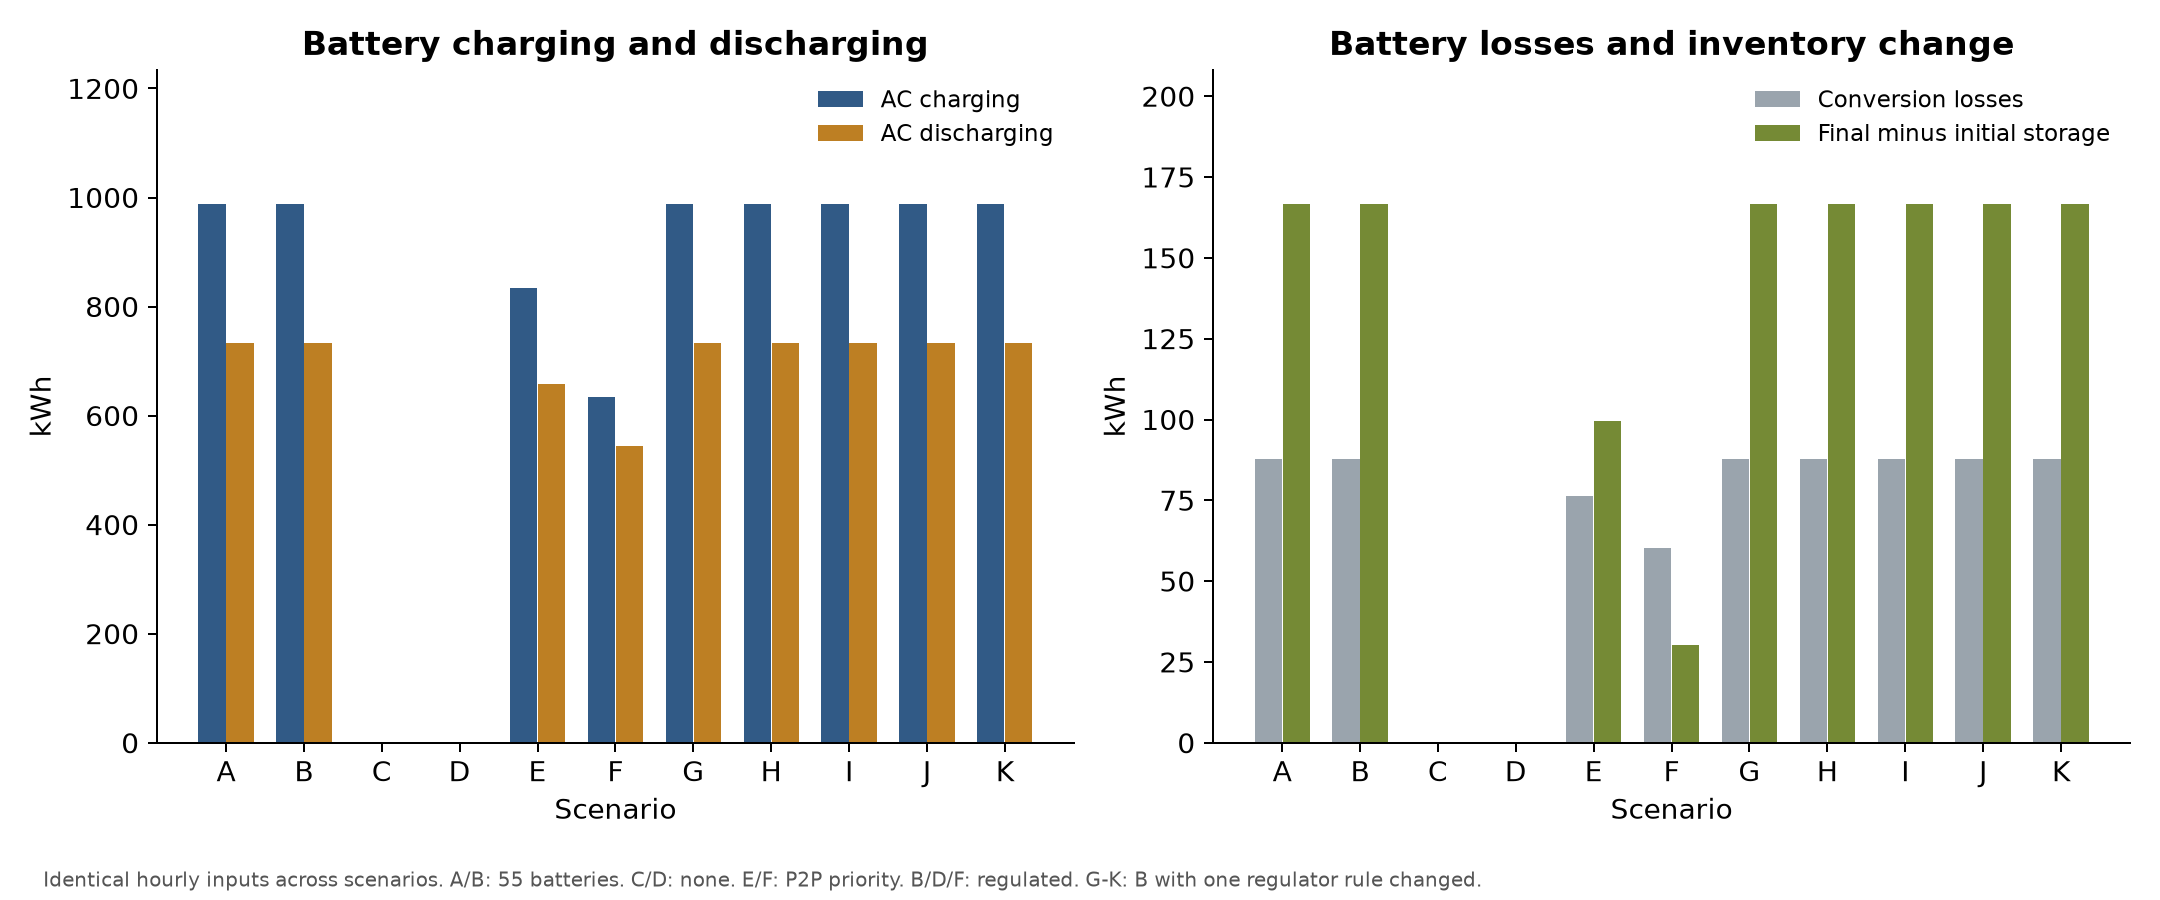 Battery charging and discharging
AC charging
AC discharging
1200
1000
800
600
400
200
0
kWh
A B C D E F G H I J K
Scenario
Battery losses and inventory change
Conversion losses
Final minus initial storage
200
175
150
125
100
75
50
25
0
kWh
A B C D E F G H I J K
Scenario
Identical hourly inputs across scenarios. A/B: 55 batteries. C/D: none. E/F: P2P priority. B/D/F: regulated. G-K: B with one regulator rule changed.